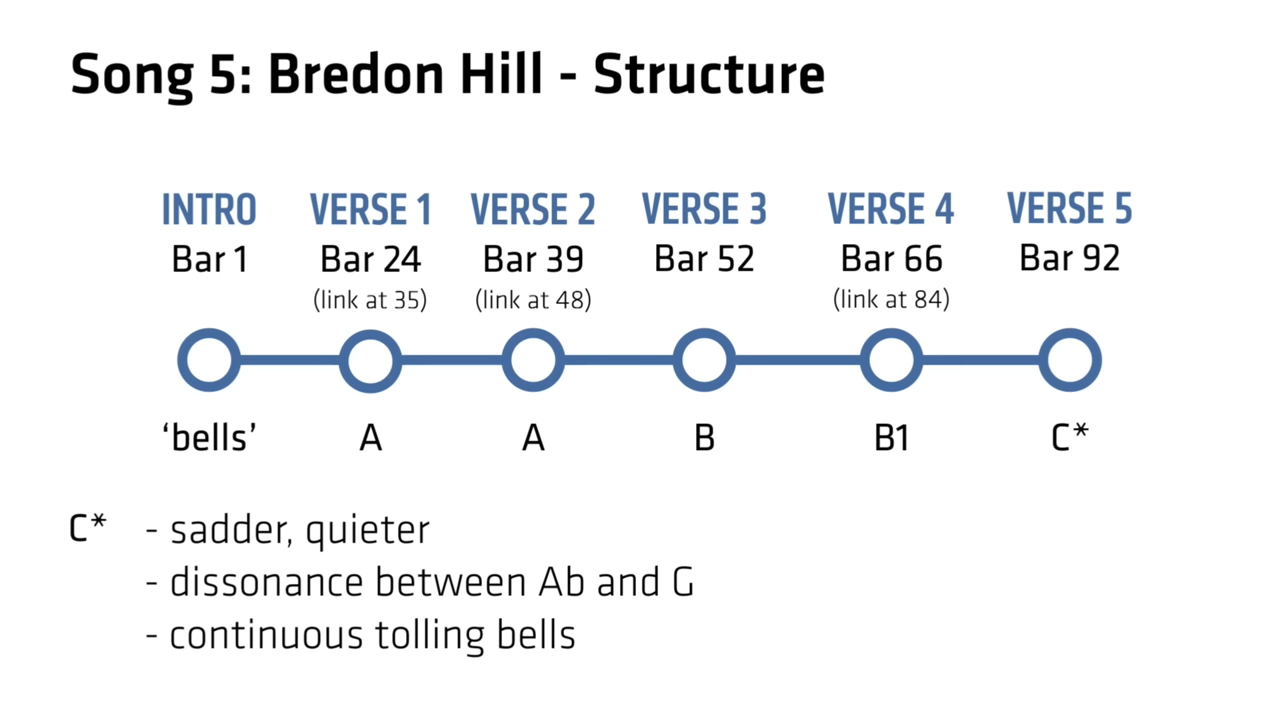 Song 5: Bredon Hill - Structure
INTRO VERSE 1 VERSE 2 VERSE 3 VERSE 4 VERSE 5
Bar 1 Bar 24 Bar 39 Bar 52 Bar 66 Bar 92
(link at 35) (link at 48) (link at 84)
‘bells’ A A B B1 C*
C* - sadder, quieter
- dissonance between Ab and G
- continuous tolling bells